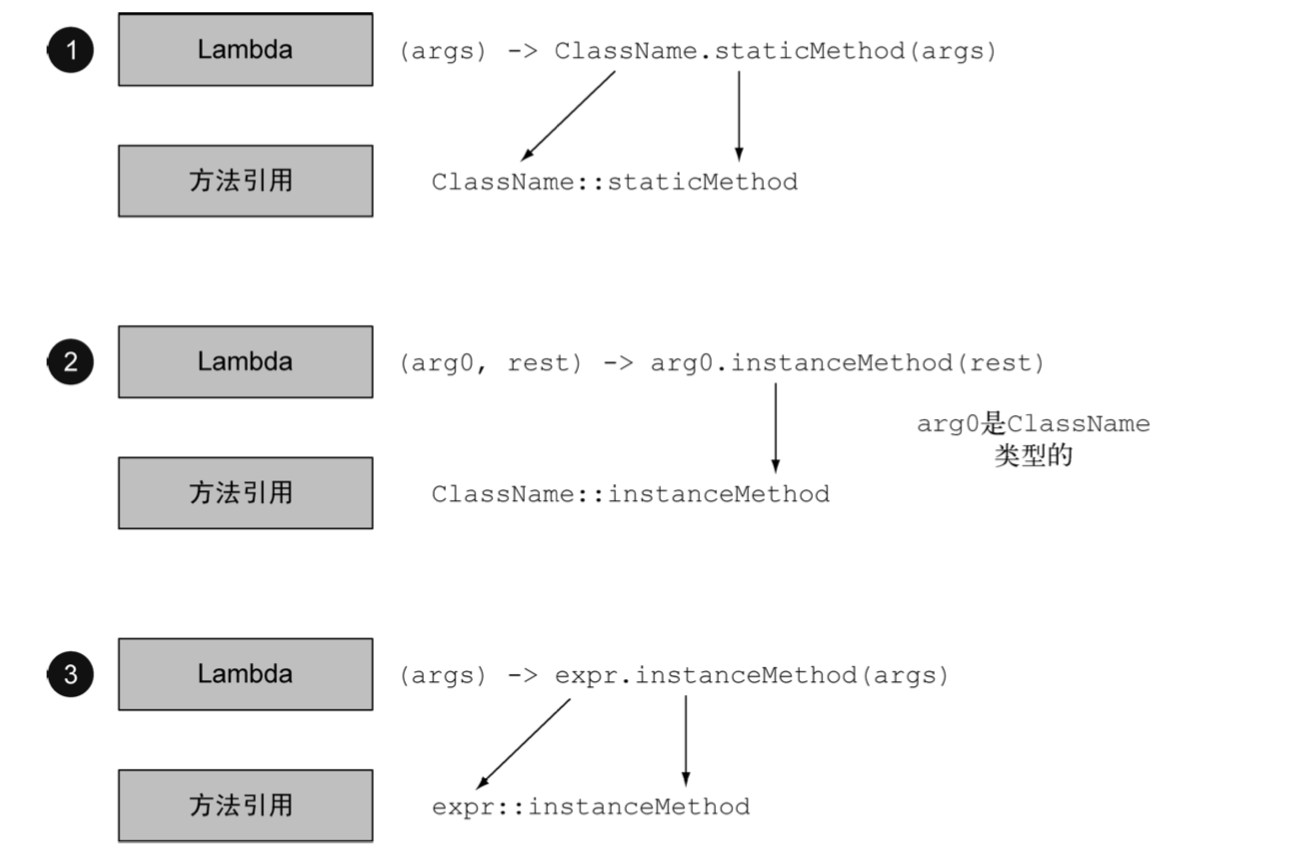 1 Lambda (args) -> ClassName.staticMethod(args)
方法引用 ClassName::staticMethod
2 Lambda (arg0, rest) -> arg0.instanceMethod(rest)
arg0是ClassName
类型的
方法引用 ClassName::instanceMethod
3 Lambda (args) -> expr.instanceMethod(args)
方法引用 expr::instanceMethod